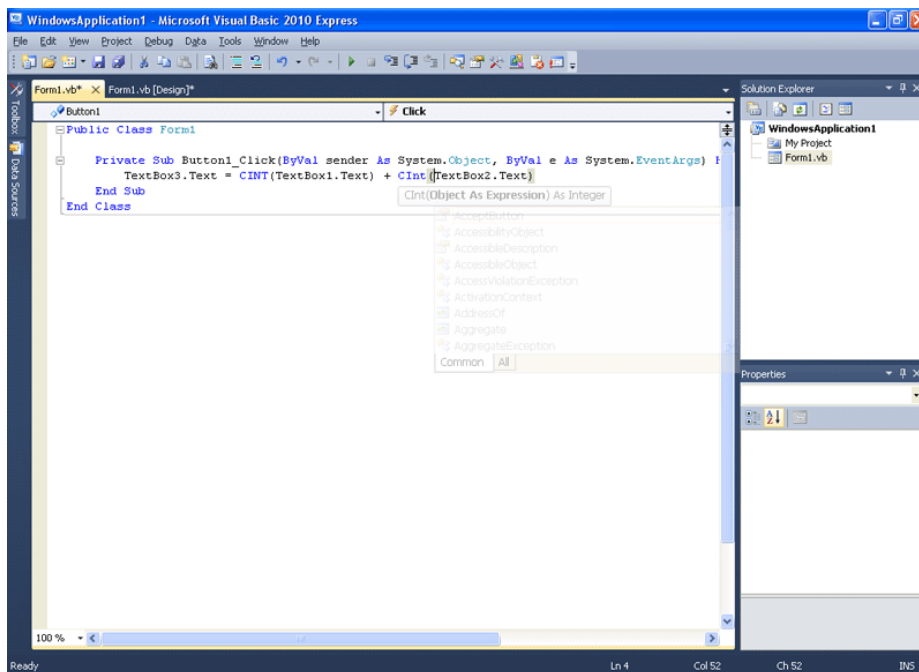 WindowsApplication1 - Microsoft Visual Basic 2010 Express
File Edit View Project Debug Data Tools Window Help
Form1.vb* Form1.vb [Design]*
Solution Explorer
Toolbox
Data Sources
Button1
Click
WindowsApplication1
My Project
Form1.vb
Public Class Form1
Private Sub Button1_Click(ByVal sender As System.Object, ByVal e As System.EventArgs) H
TextBox3.Text = CINT(TextBox1.Text) + CInt(TextBox2.Text)
End Sub
End Class
CInt(Object As Expression) As Integer
AcceptButton
AccessibilityObject
AccessibleDescription
AccessibleObject
AccessViolationException
ActivationContext
AddressOf
Aggregate
AggregateException
Common All
Properties
100 %
Ready
Ln 4
Col 52
Ch 52
INS